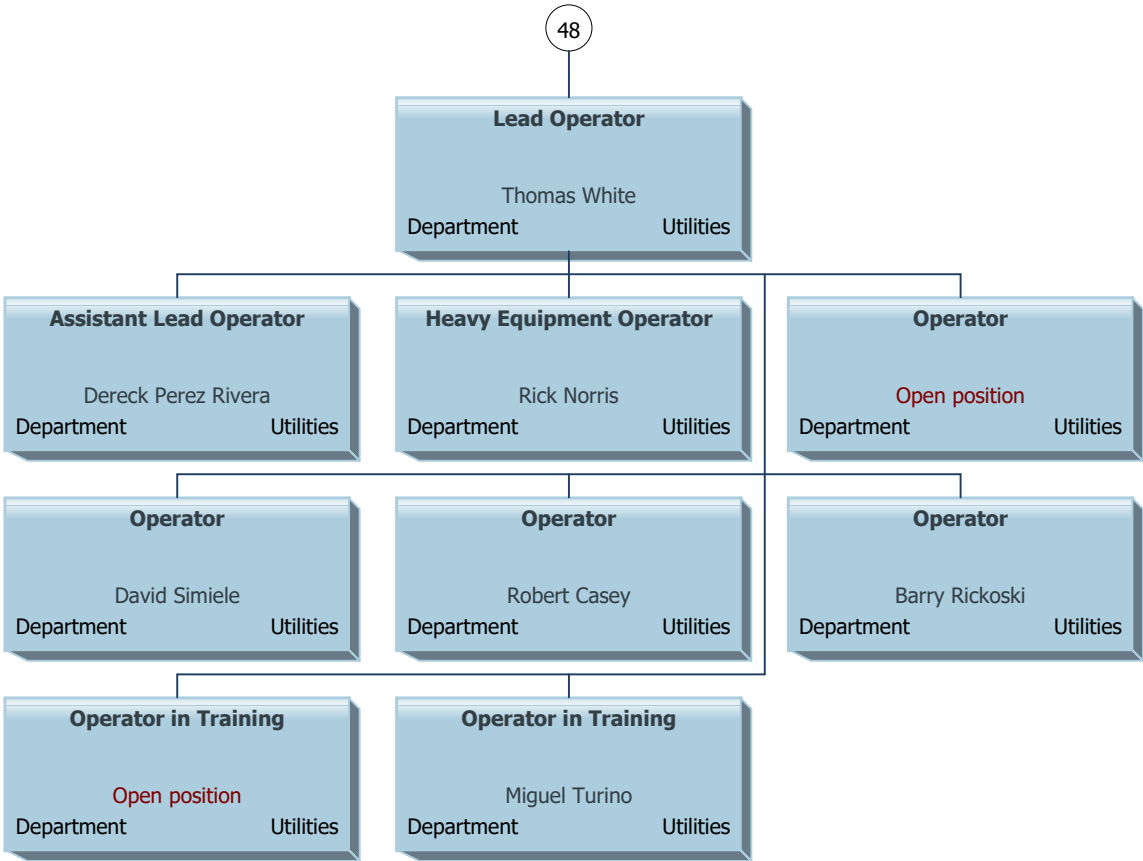 48
Lead Operator
Thomas White
Department Utilities
Assistant Lead Operator
Dereck Perez Rivera
Department Utilities
Heavy Equipment Operator
Rick Norris
Department Utilities
Operator
Open position
Department Utilities
Operator
David Simiele
Department Utilities
Operator
Robert Casey
Department Utilities
Operator
Barry Rickoski
Department Utilities
Operator in Training
Open position
Department Utilities
Operator in Training
Miguel Turino
Department Utilities